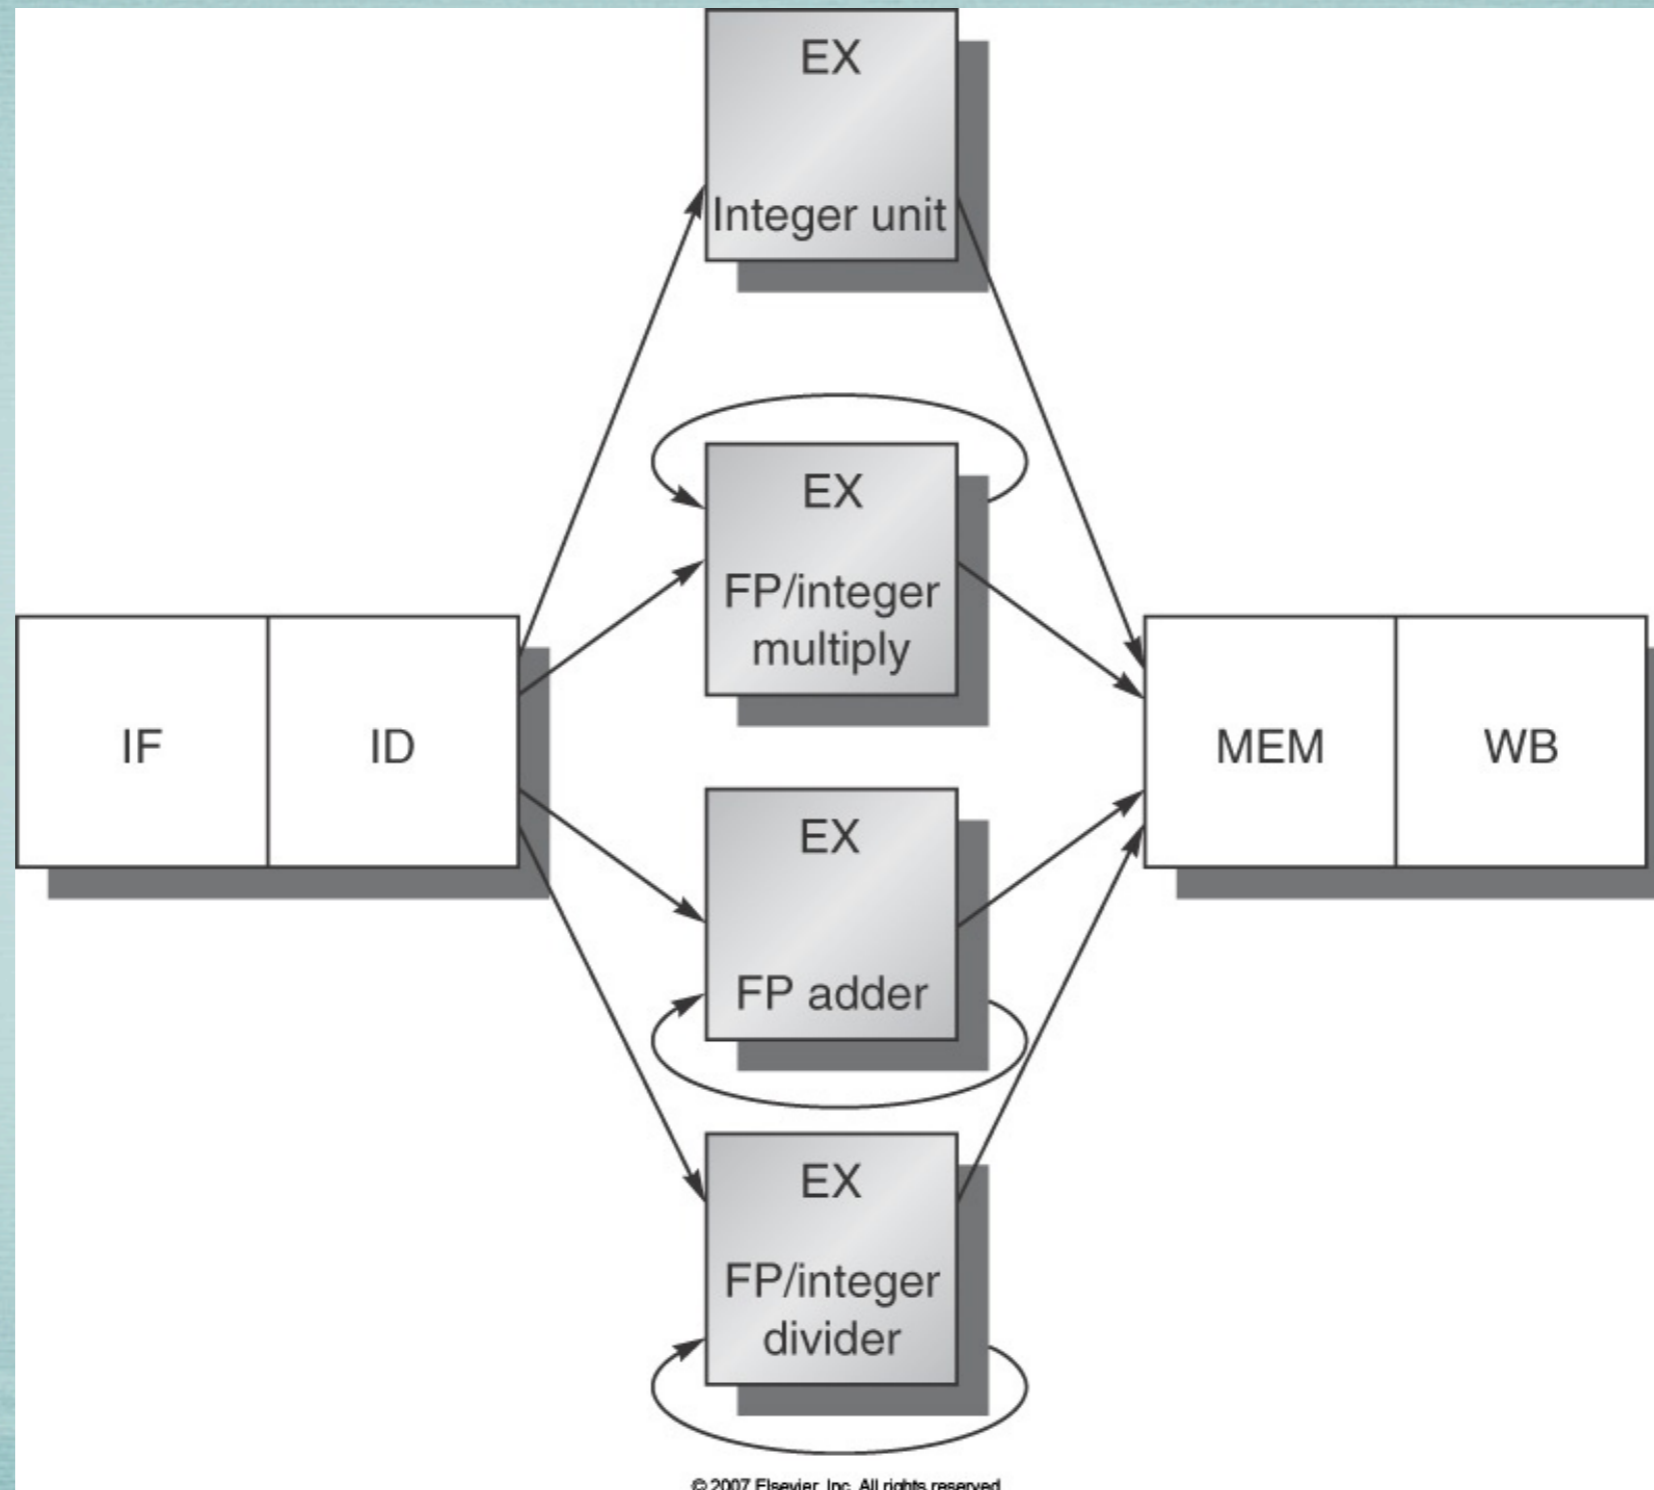 EX
Integer unit
EX
FP/integer
multiply
IF
ID
MEM
WB
EX
FP adder
EX
FP/integer
divider
© 2007 Elsevier, Inc. All rights reserved.